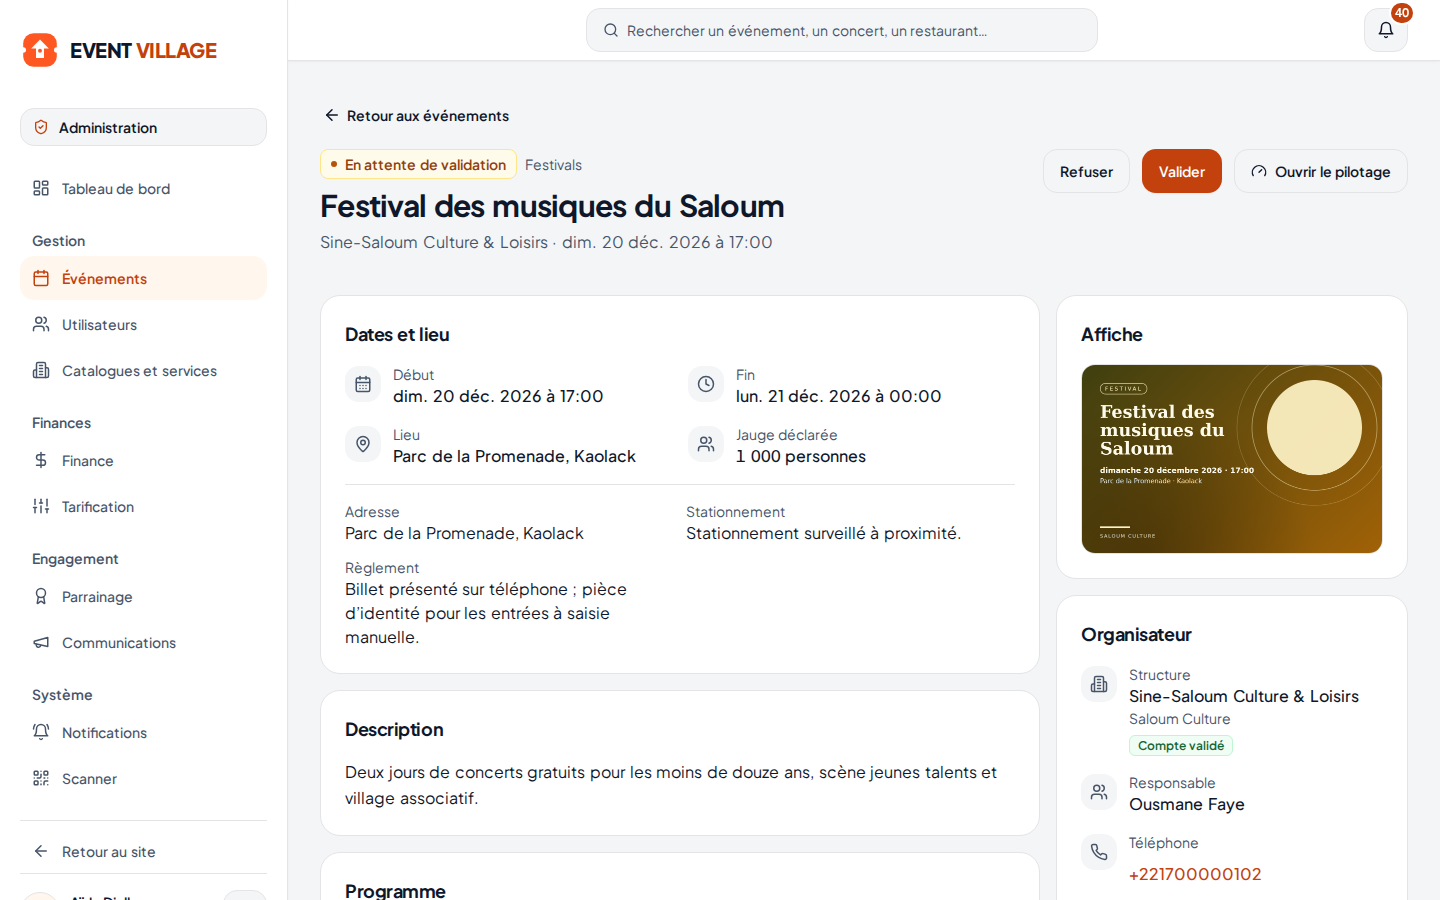 EVENT VILLAGE
Administration
Tableau de bord
Gestion
Événements
Utilisateurs
Catalogues et services
Finances
Finance
Tarification
Engagement
Parrainage
Communications
Système
Notifications
Scanner
Retour au site
Rechercher un événement, un concert, un restaurant…
40
Retour aux événements
En attente de validation
Festivals
Festival des musiques du Saloum
Sine-Saloum Culture & Loisirs · dim. 20 déc. 2026 à 17:00
Refuser
Valider
Ouvrir le pilotage
Dates et lieu
Début
dim. 20 déc. 2026 à 17:00
Fin
lun. 21 déc. 2026 à 00:00
Lieu
Parc de la Promenade, Kaolack
Jauge déclarée
1 000 personnes
Adresse
Parc de la Promenade, Kaolack
Stationnement
Stationnement surveillé à proximité.
Règlement
Billet présenté sur téléphone ; pièce
d’identité pour les entrées à saisie
manuelle.
Description
Deux jours de concerts gratuits pour les moins de douze ans, scène jeunes talents et
village associatif.
Programme
Affiche
FESTIVAL
Festival des
musiques du
Saloum
dimanche 20 décembre 2026 · 17:00
Parc de la Promenade · Kaolack
SALOUM CULTURE
Organisateur
Structure
Sine-Saloum Culture & Loisirs
Saloum Culture
Compte validé
Responsable
Ousmane Faye
Téléphone
+221700000102